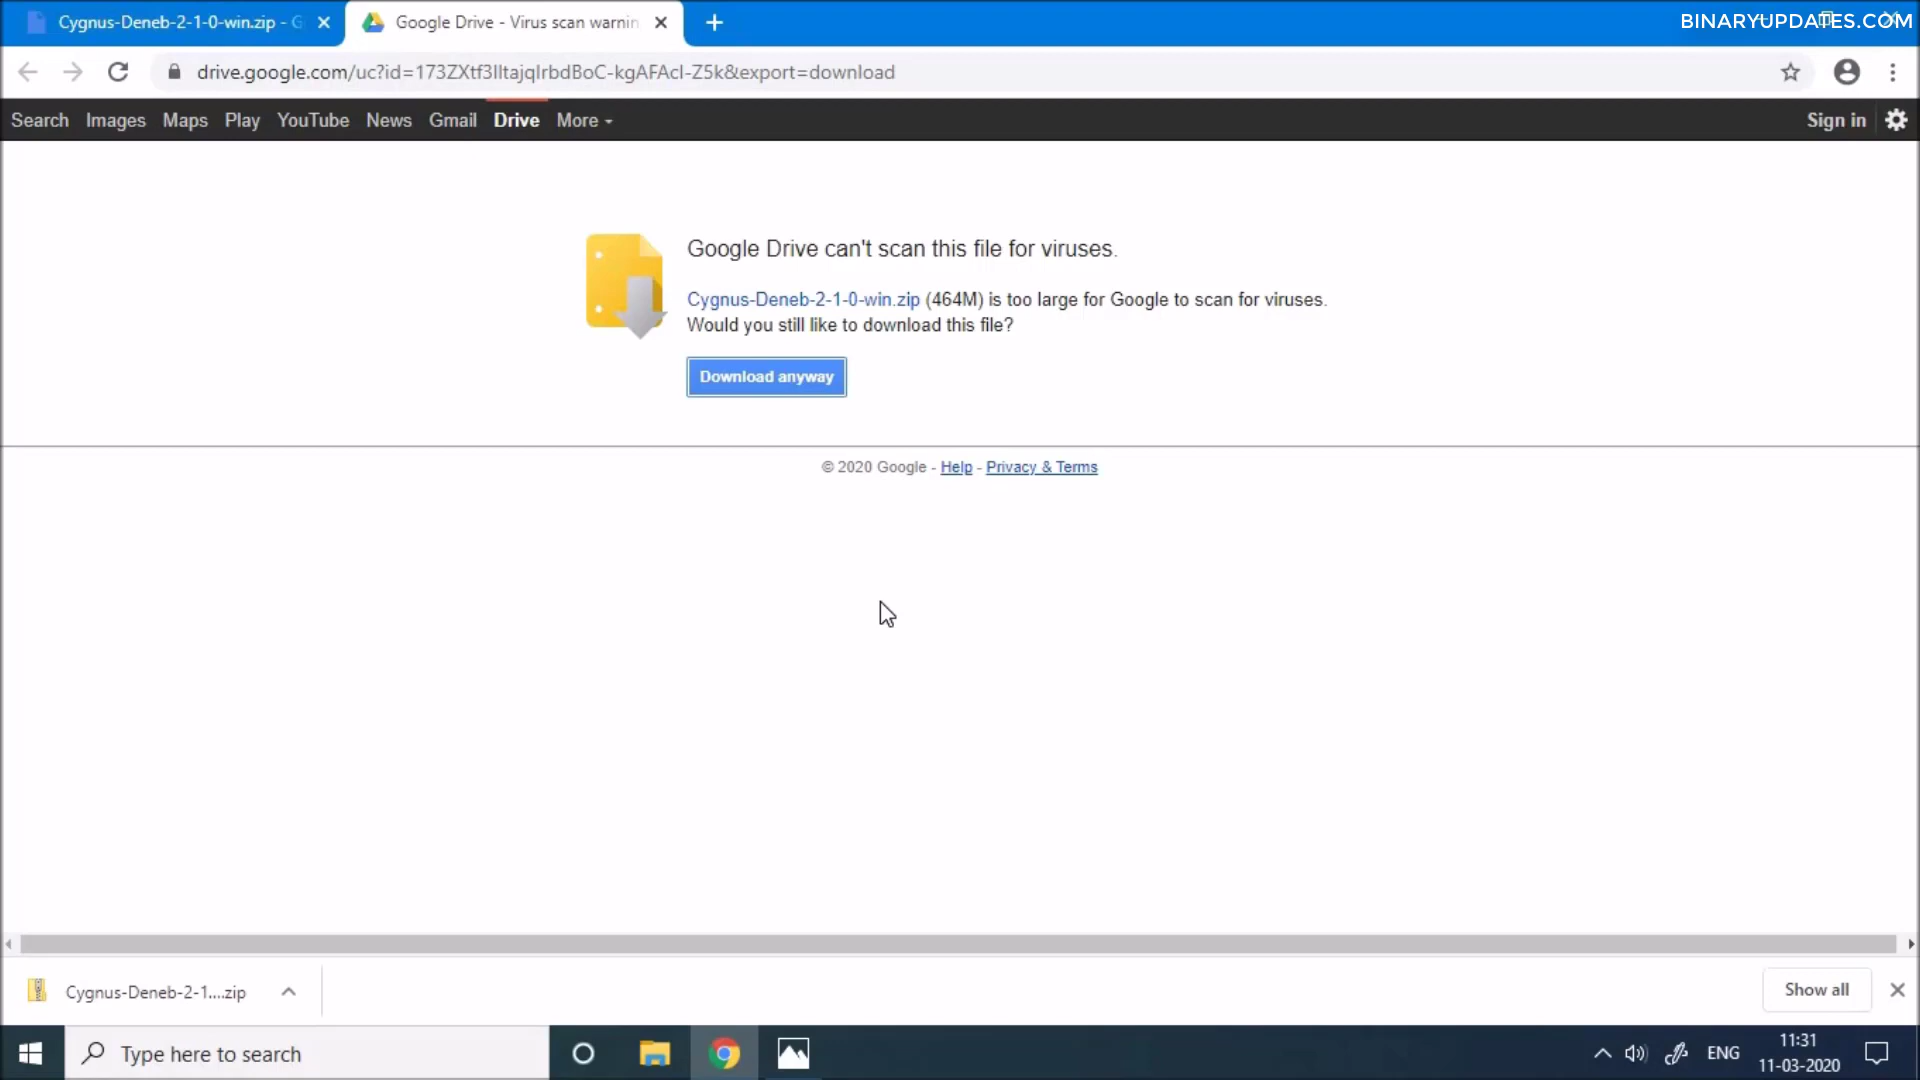 Cygnus-Deneb-2-1-0-win.zip - G
Google Drive - Virus scan warnin
BINARYUPDATES.COM
drive.google.com/uc?id=173ZXtf3lltajqIrbdBoC-kgAFAcI-Z5k&export=download
Search Images Maps Play YouTube News Gmail Drive More
Sign in
Google Drive can't scan this file for viruses.
Cygnus-Deneb-2-1-0-win.zip (464M) is too large for Google to scan for viruses.
Would you still like to download this file?
Download anyway
© 2020 Google - Help - Privacy & Terms
Cygnus-Deneb-2-1....zip
Show all
Type here to search
ENG
11:31
11-03-2020